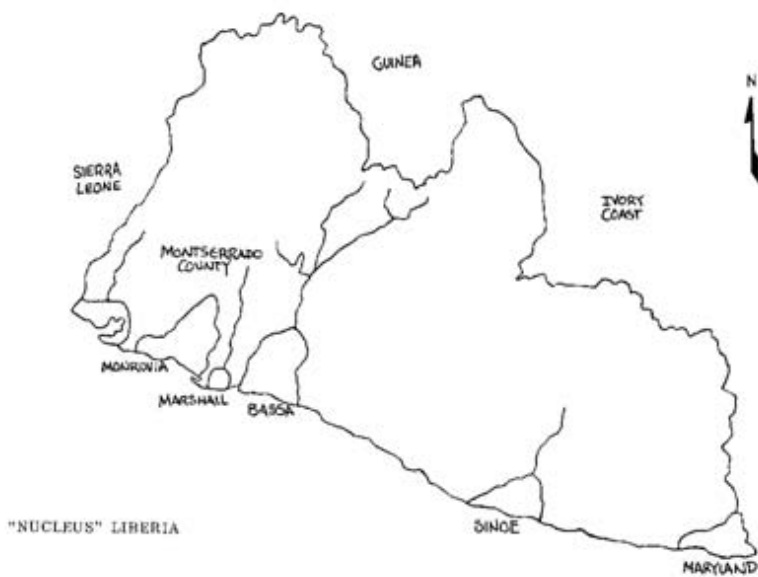 GUINEA
N
SIERRA
LEONE
IVORY
COAST
MONTSERRADO
COUNTY
MONROVIA
MARSHALL
BASSA
"NUCLEUS" LIBERIA
SINOE
MARYLAND